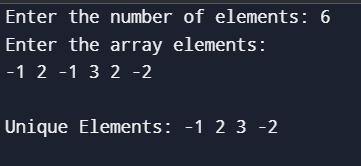 Enter the number of elements: 6
Enter the array elements:
-1 2 -1 3 2 -2
Unique Elements: -1 2 3 -2